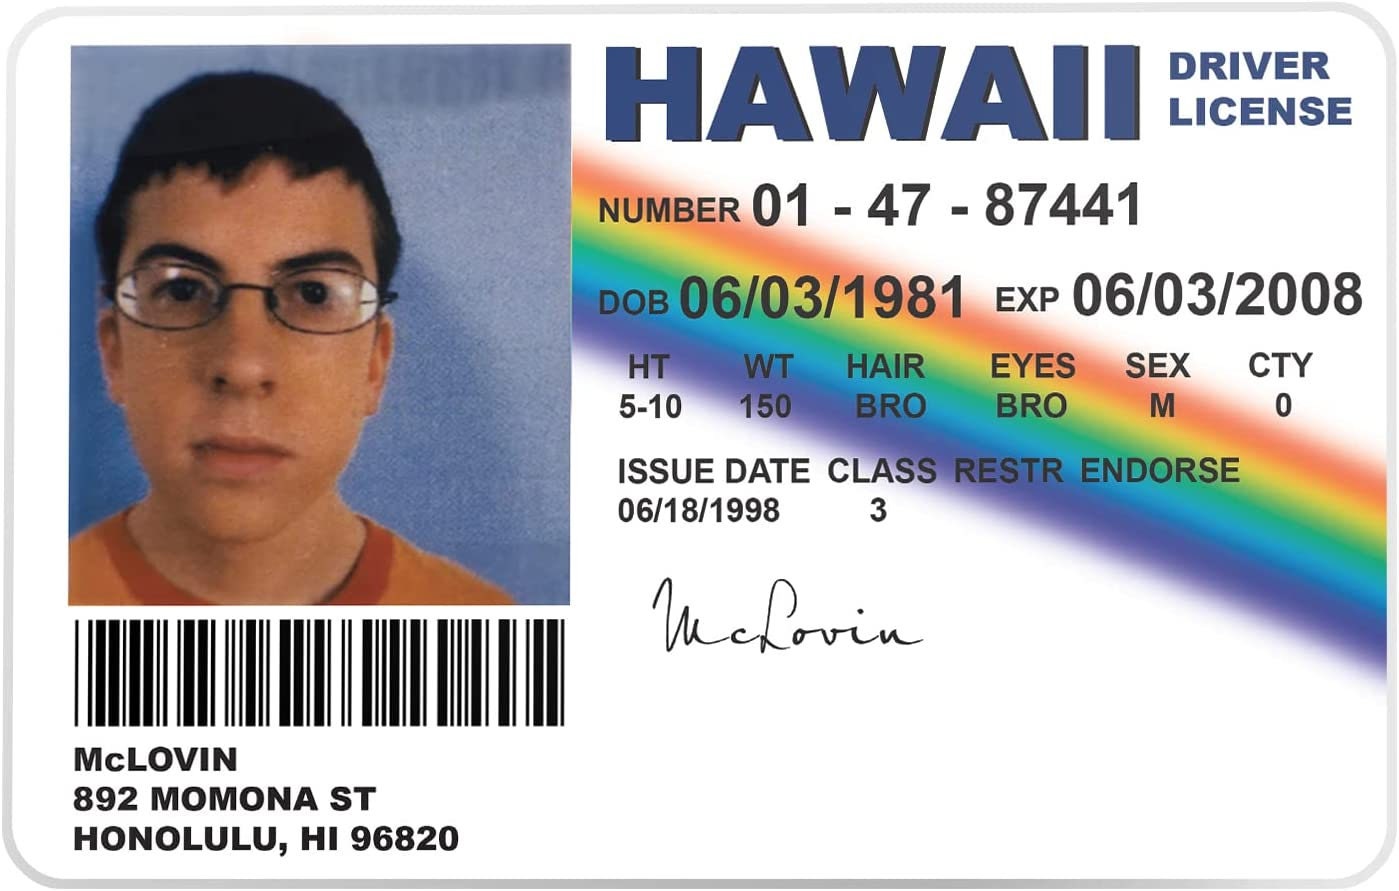 HAWAII
DRIVER
LICENSE
NUMBER 01 - 47 - 87441
DOB 06/03/1981 EXP 06/03/2008
HT WT HAIR EYES SEX CTY
5-10 150 BRO BRO M 0
ISSUE DATE CLASS RESTR ENDORSE
06/18/1998 3
McLovin
McLOVIN
892 MOMONA ST
HONOLULU, HI 96820